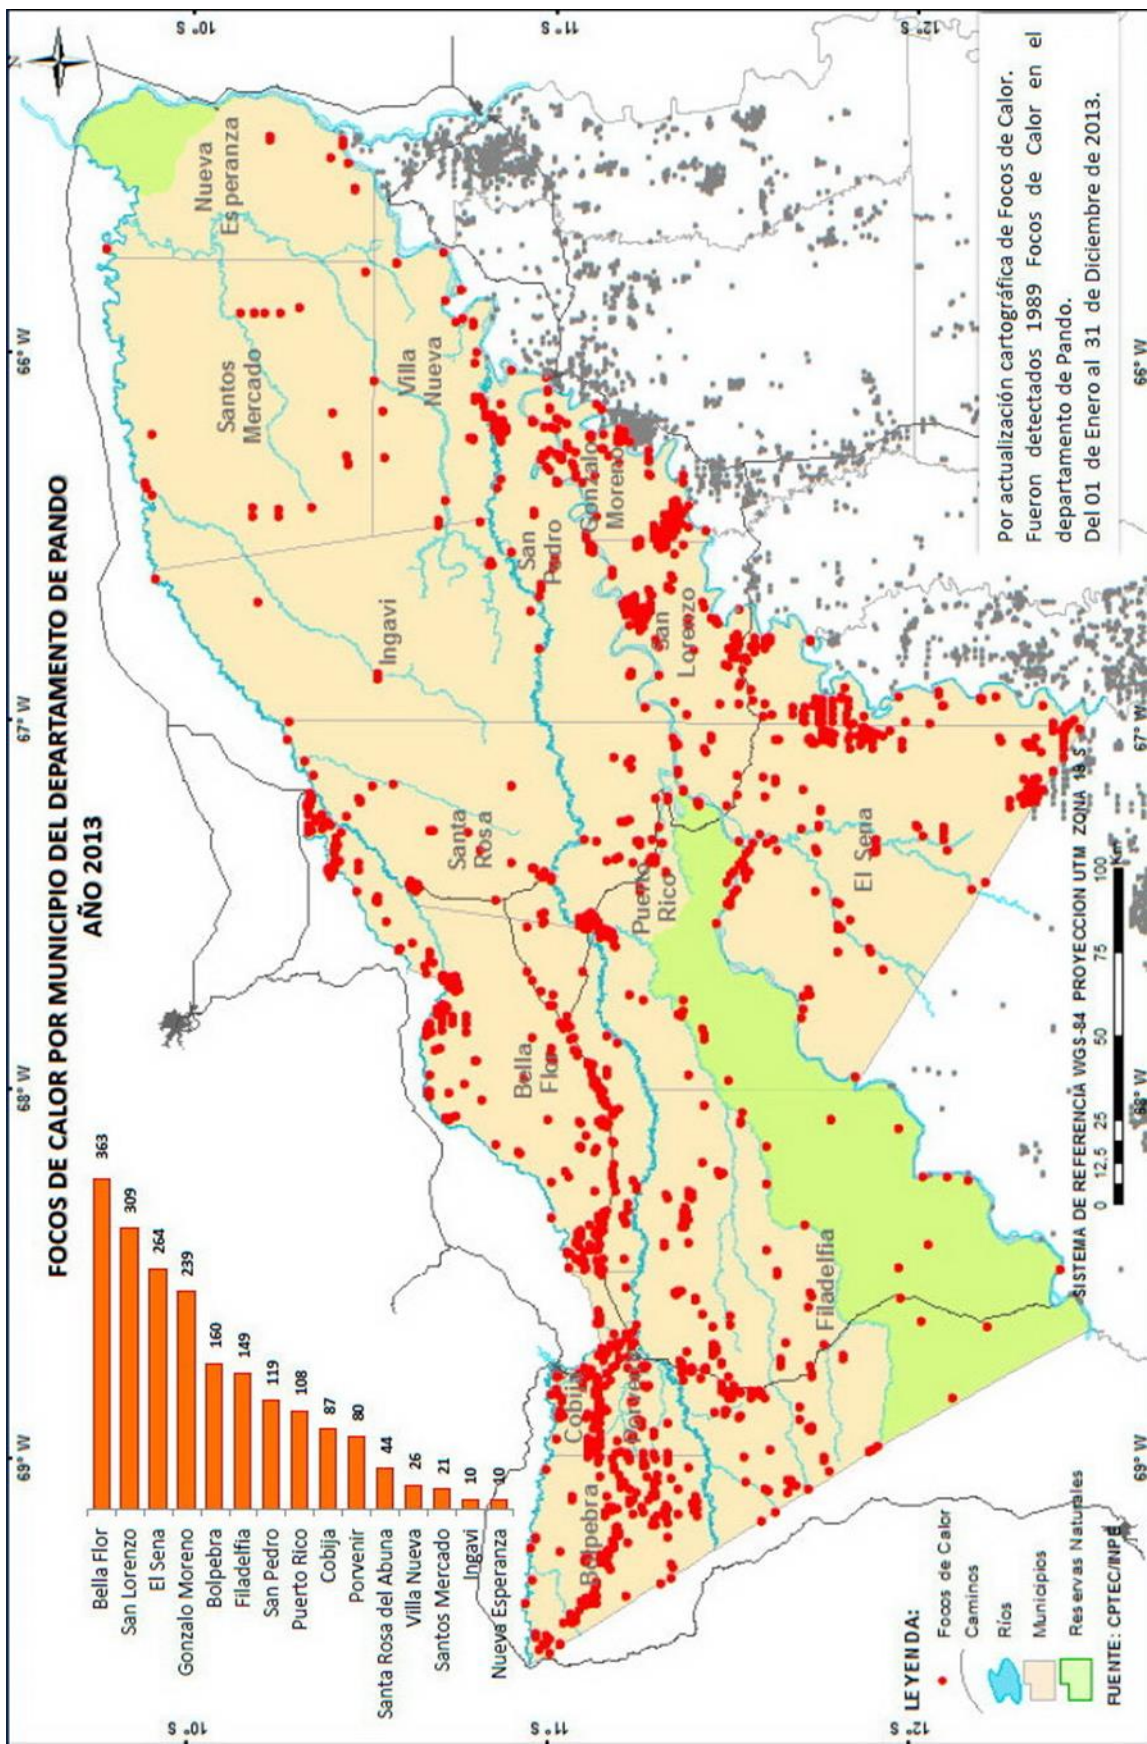 FOCOS DE CALOR POR MUNICIPIO DEL DEPARTAMENTO DE PANDO
AÑO 2013
Bella Flor 363
San Lorenzo 309
El Sena 264
Gonzalo Moreno 239
Bolpebra 160
Filadelfia 149
San Pedro 119
Puerto Rico 108
Cobija 87
Porvenir 80
Santa Rosa del Abuna 44
Villa Nueva 26
Santos Mercado 21
Ingavi 10
Nueva Esperanza 10
69° W
68° W
67° W
66° W
N
10° S
11° S
12° S
10° S
11° S
12° S
Nueva
Esperanza
Santos
Mercado
Villa
Nueva
Ingavi
Santa
Rosa
San
Pedro
Gonzalo
Moreno
San
Lorenzo
Bella
Flor
Puerto
Rico
El Sena
Cobija
Porvenir
Bolpebra
Filadelfia
LEYENDA:
Focos de Calor
Caminos
Ríos
Municipios
Reservas Naturales
FUENTE: CPTEC/INPE
SISTEMA DE REFERENCIA WGS-84 PROYECCION UTM ZONA 19 S
0 12.5 25 50 75 100
Km
69° W
68° W
67° W
66° W
Por actualización cartográfica de Focos de Calor.
Fueron detectados 1989 Focos de Calor en el
departamento de Pando.
Del 01 de Enero al 31 de Diciembre de 2013.